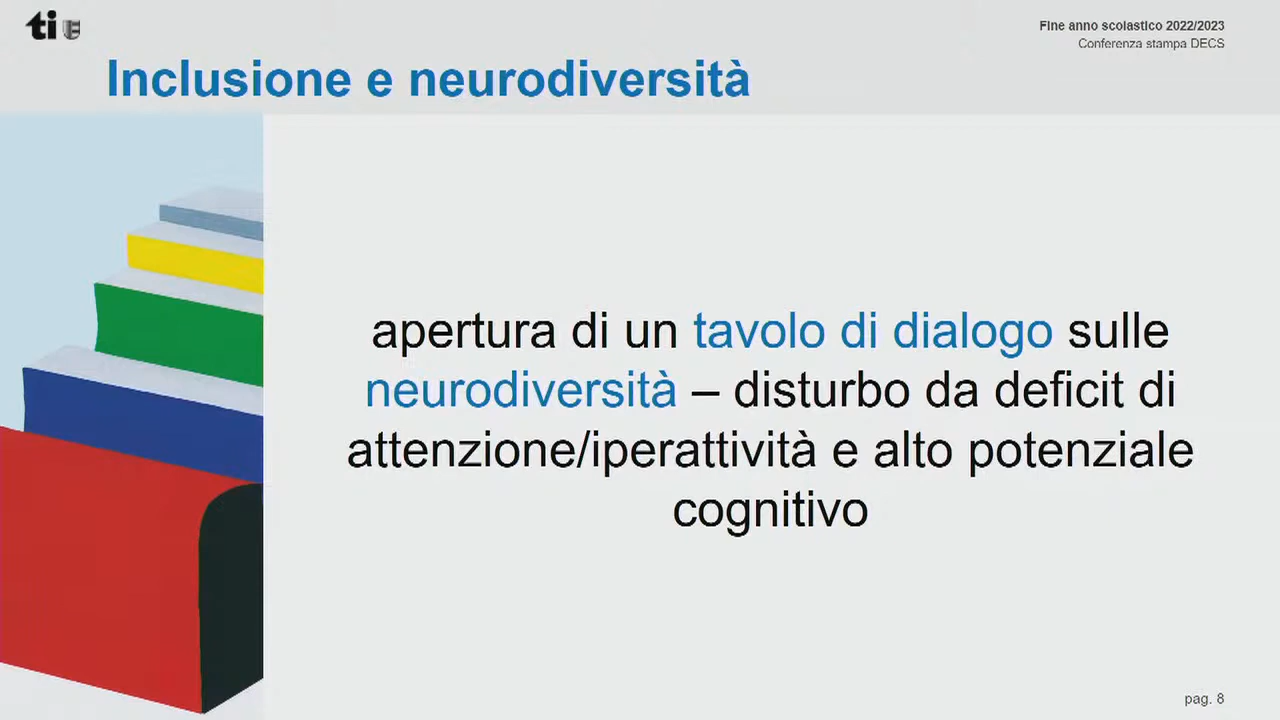 ti
Fine anno scolastico 2022/2023
Conferenza stampa DECS
Inclusione e neurodiversità
apertura di un tavolo di dialogo sulle
neurodiversità – disturbo da deficit di
attenzione/iperattività e alto potenziale
cognitivo
pag. 8